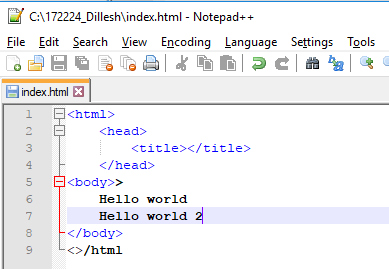 C:\172224_Dillesh\index.html - Notepad++
File Edit Search View Encoding Language Settings Tools
index.html
1 <html>
2 <head>
3 <title></title>
4 </head>
5 <body>>
6 Hello world
7 Hello world 2
8 </body>
9 <>/html